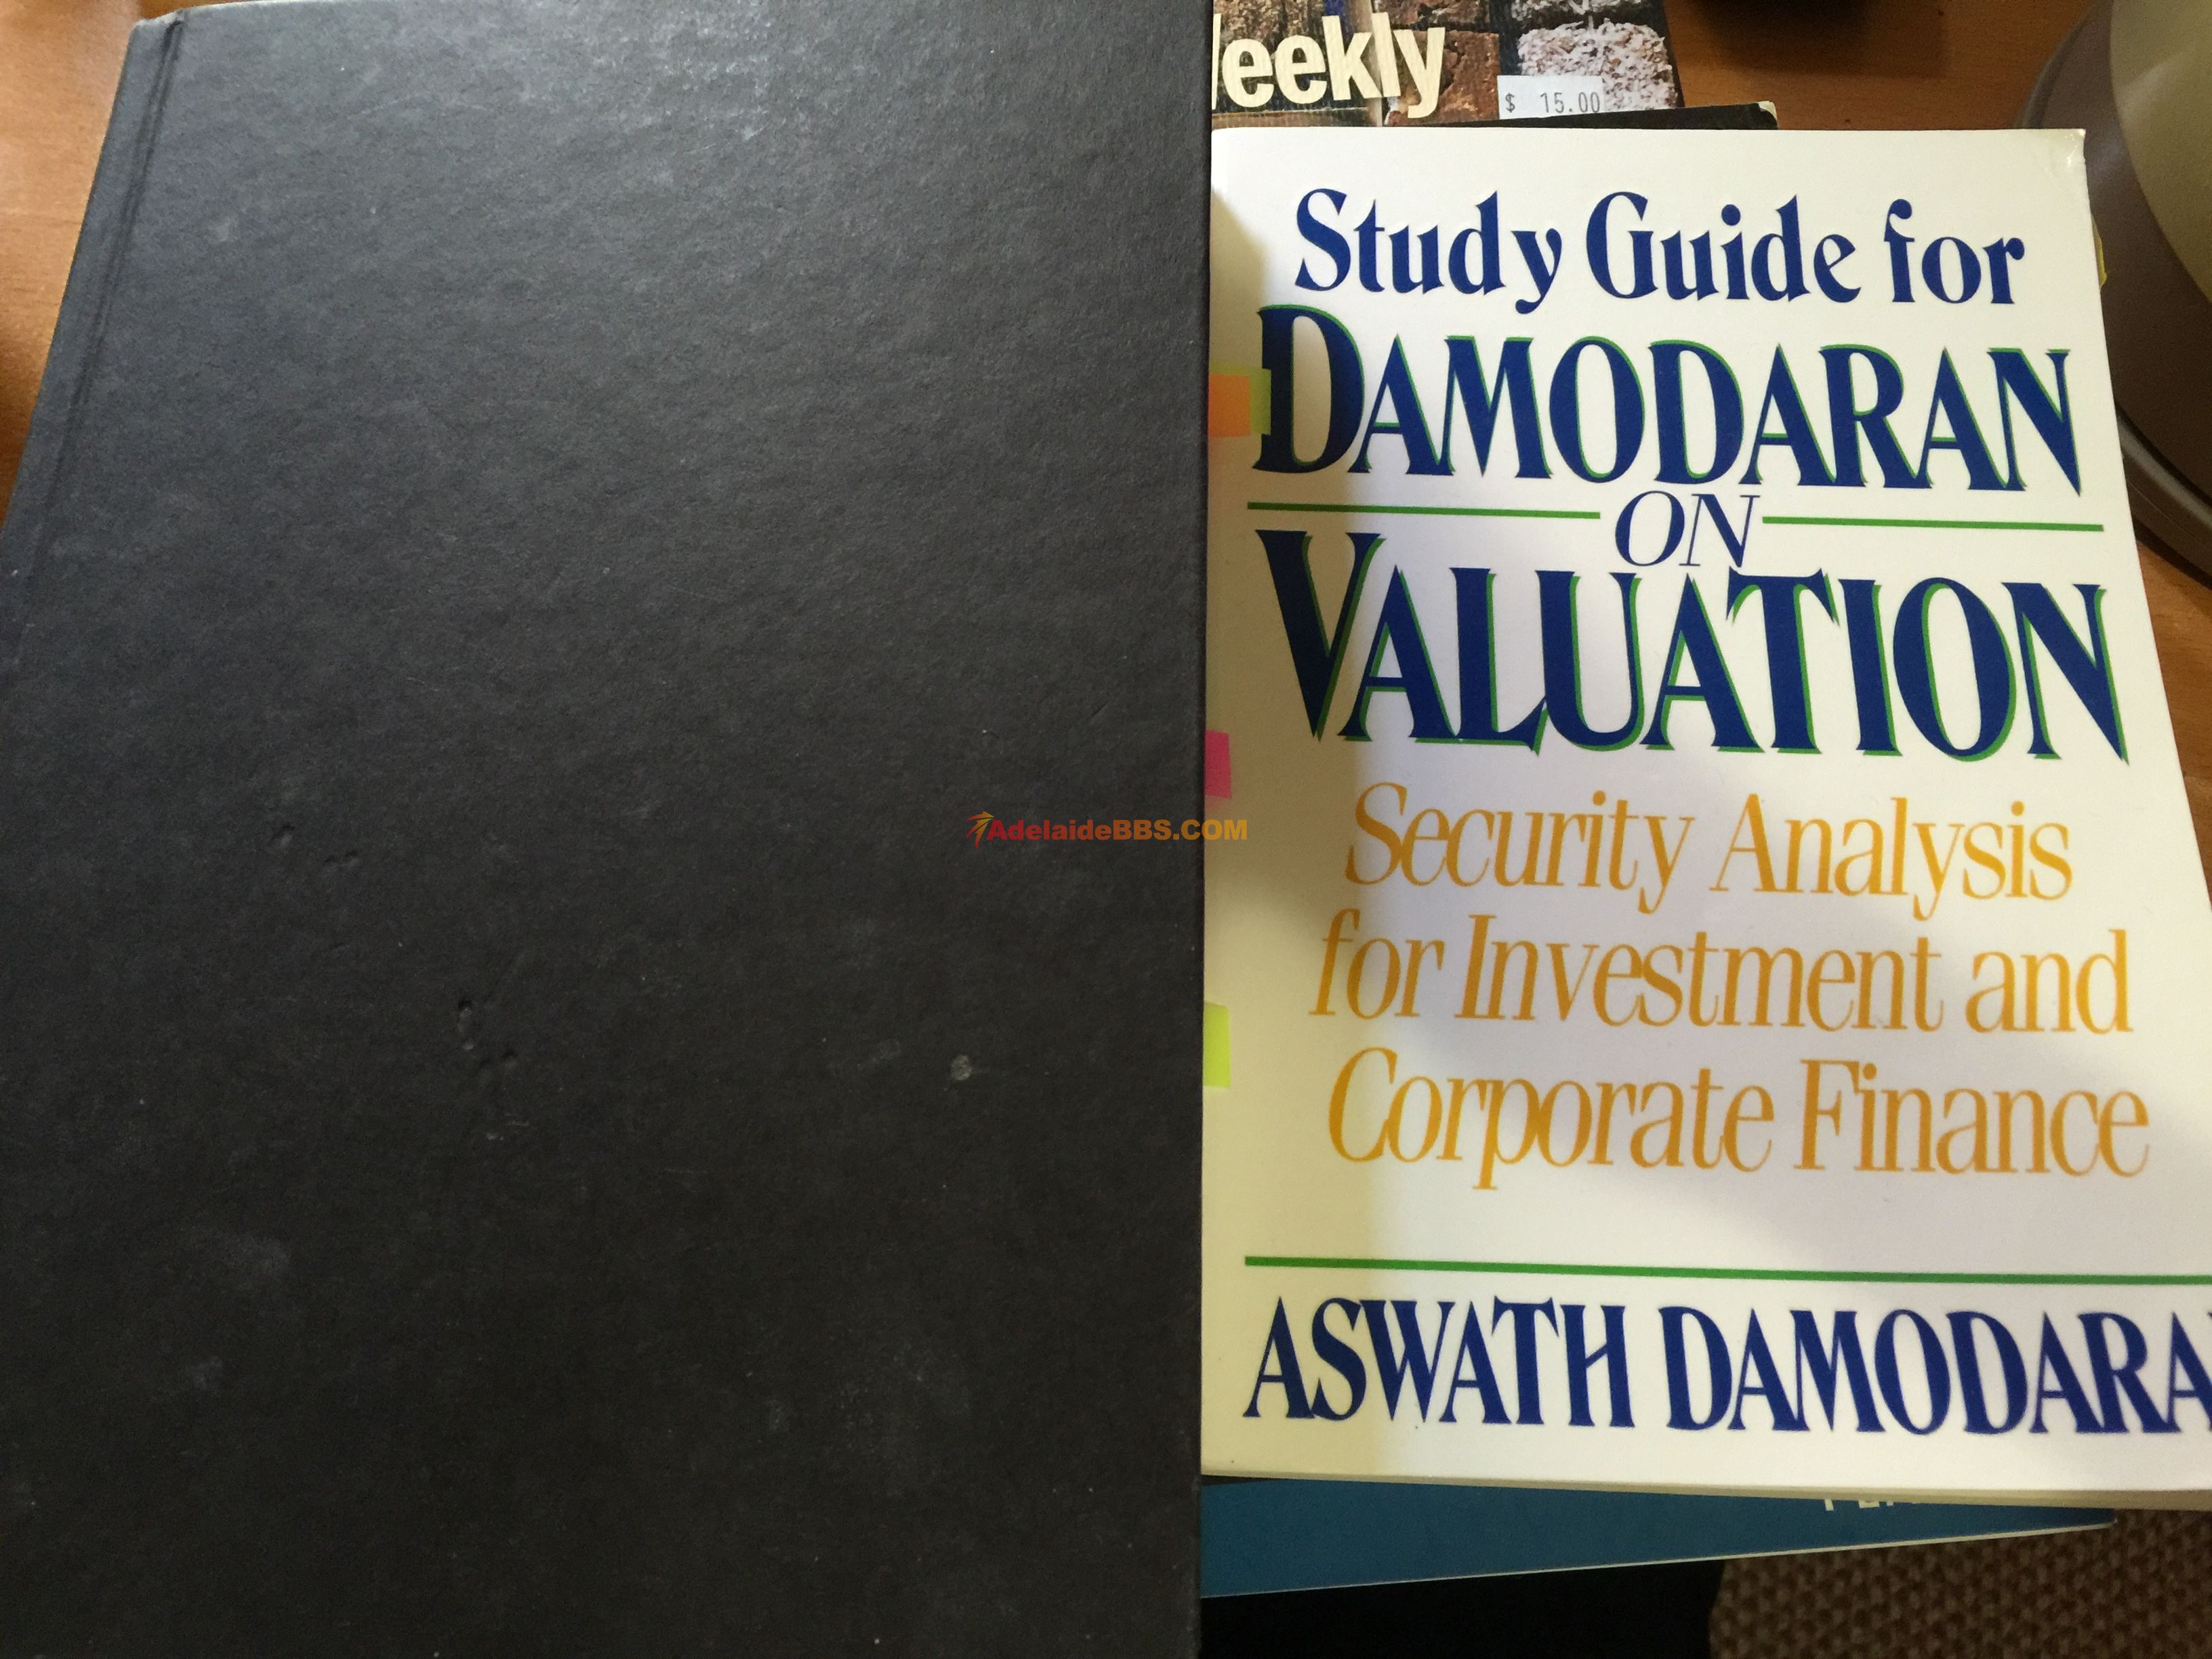 eekly
$ 15.00
Study Guide for
DAMODARAN
ON
VALUATION
Security Analysis
for Investment and
Corporate Finance
ASWATH DAMODARA
AdelaideBBS.COM